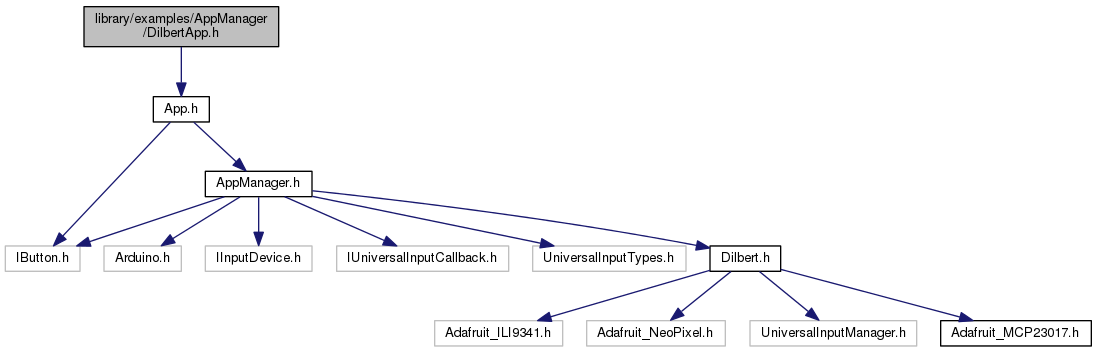 library/examples/AppManager
/DilbertApp.h
App.h
AppManager.h
IButton.h
Arduino.h
IInputDevice.h
IUniversalInputCallback.h
UniversalInputTypes.h
Dilbert.h
Adafruit_ILI9341.h
Adafruit_NeoPixel.h
UniversalInputManager.h
Adafruit_MCP23017.h